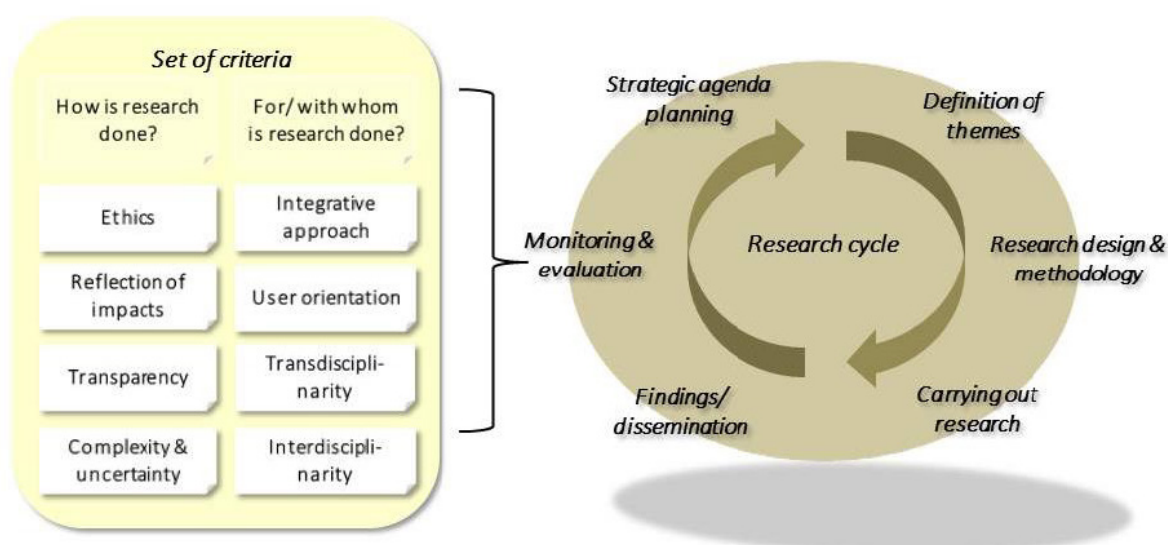 Set of criteria
How is research
done?
For/ with whom
is research done?
Ethics
Integrative
approach
Reflection of
impacts
User orientation
Transparency
Transdiscipli-
narity
Complexity &
uncertainty
Interdiscipli-
narity
Strategic agenda
planning
Definition of
themes
Monitoring &
evaluation
Research cycle
Research design &
methodology
Findings/
dissemination
Carrying out
research